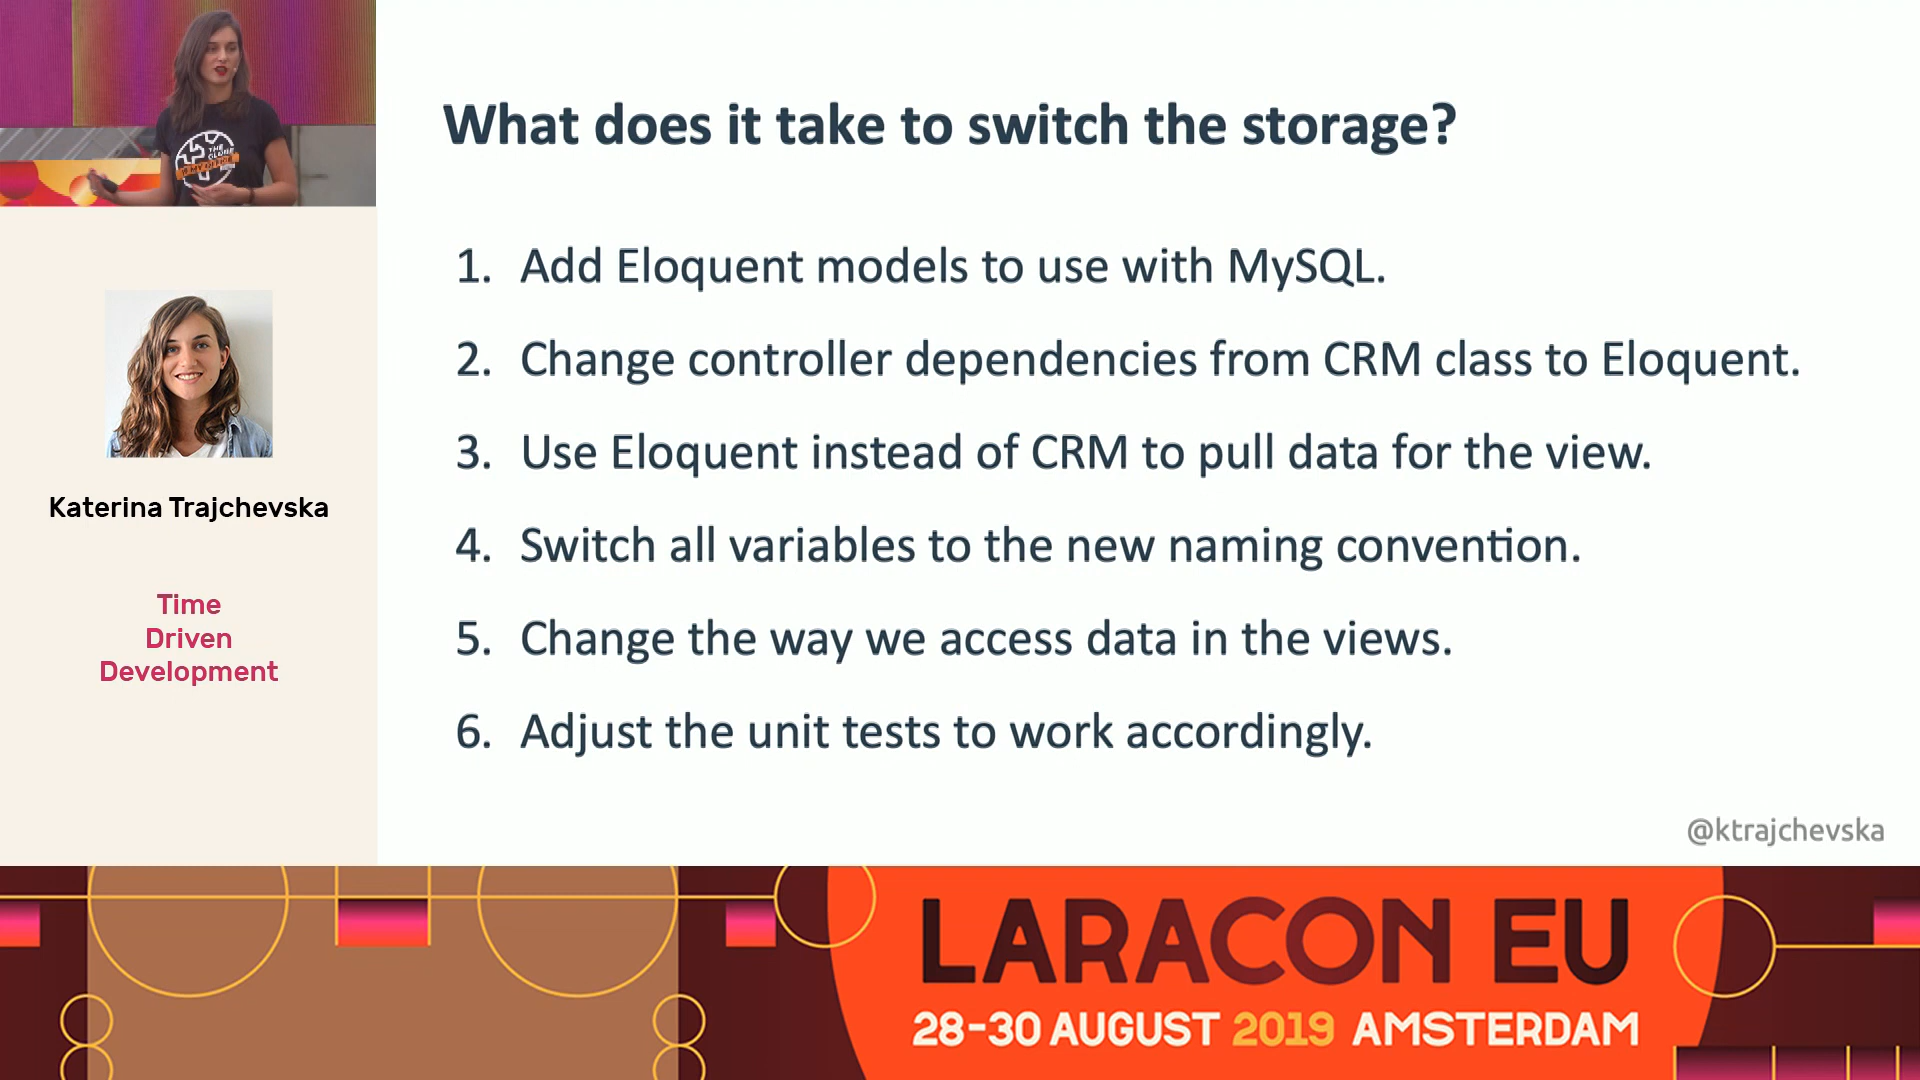 What does it take to switch the storage?
1. Add Eloquent models to use with MySQL.
2. Change controller dependencies from CRM class to Eloquent.
3. Use Eloquent instead of CRM to pull data for the view.
4. Switch all variables to the new naming convention.
5. Change the way we access data in the views.
6. Adjust the unit tests to work accordingly.
@ktrajchevska
Katerina Trajchevska
Time
Driven
Development
LARACON EU
28-30 AUGUST 2019 AMSTERDAM